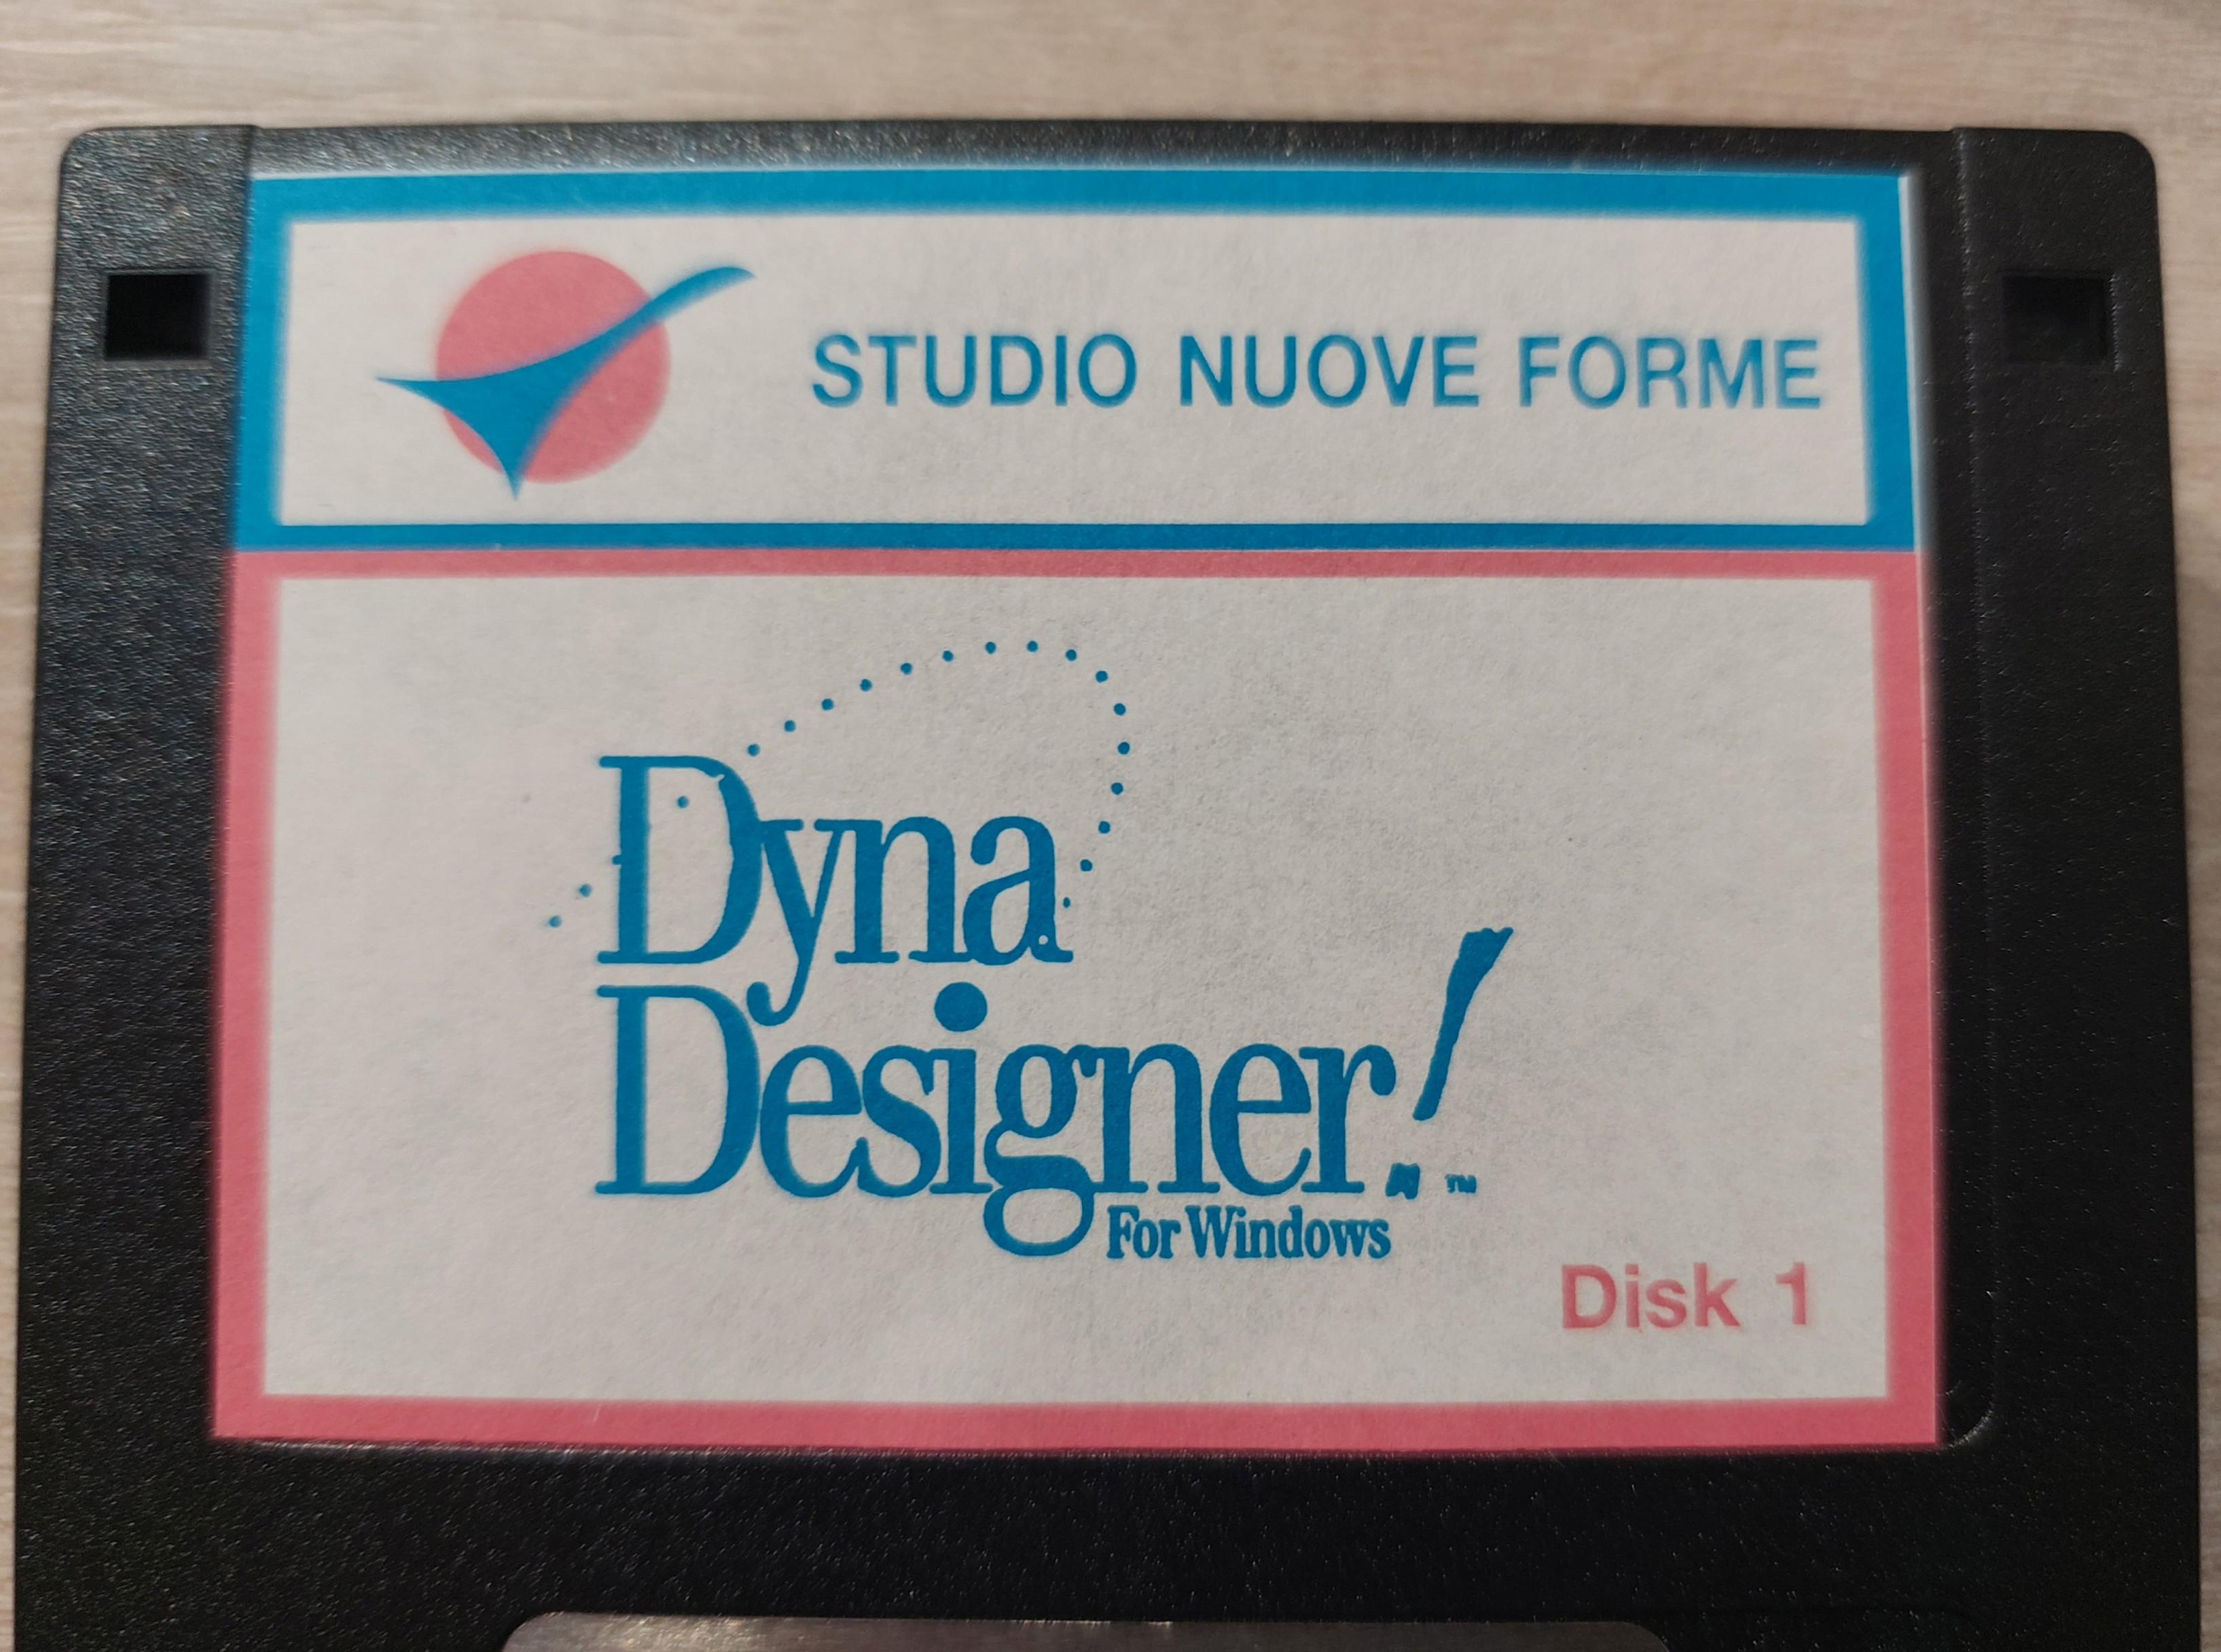 STUDIO NUOVE FORME
Dyna
Designer!™
For Windows
Disk 1